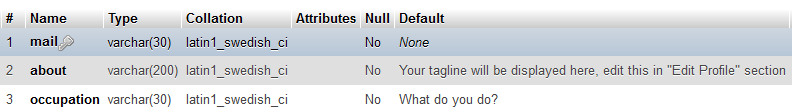 # Name Type Collation Attributes Null Default
1 mail varchar(30) latin1_swedish_ci No None
2 about varchar(200) latin1_swedish_ci No Your tagline will be displayed here, edit this in "Edit Profile" section
3 occupation varchar(30) latin1_swedish_ci No What do you do?